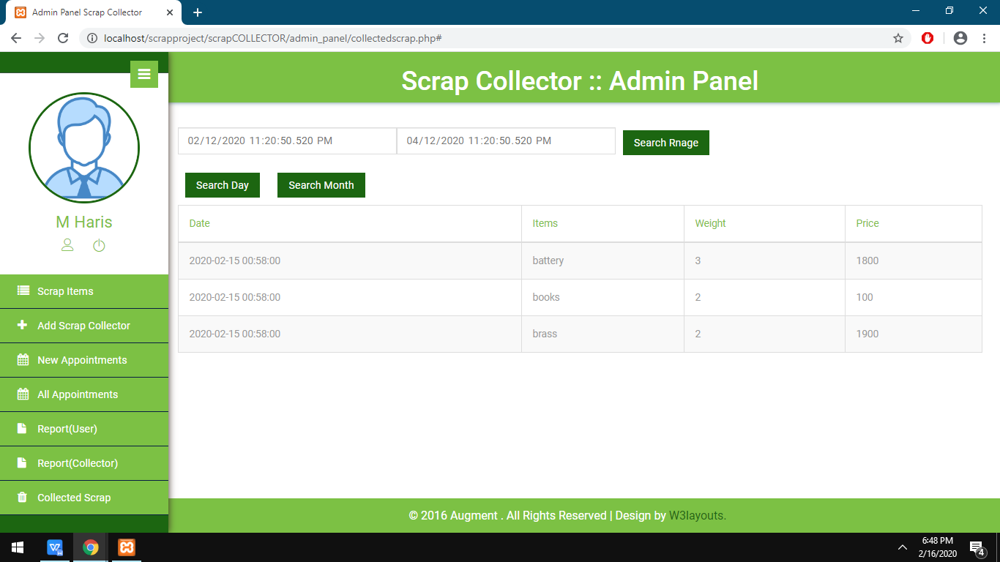 Admin Panel Scrap Collector
localhost/scrapproject/scrapCOLLECTOR/admin_panel/collectedscrap.php#
Scrap Collector :: Admin Panel
M Haris
Scrap Items
Add Scrap Collector
New Appointments
All Appointments
Report(User)
Report(Collector)
Collected Scrap
02/12/2020 11:20:50.520 PM 04/12/2020 11:20:50.520 PM Search Rnage
Search Day Search Month
Date Items Weight Price
2020-02-15 00:58:00 battery 3 1800
2020-02-15 00:58:00 books 2 100
2020-02-15 00:58:00 brass 2 1900
© 2016 Augment . All Rights Reserved | Design by W3layouts.
6:48 PM
2/16/2020
4